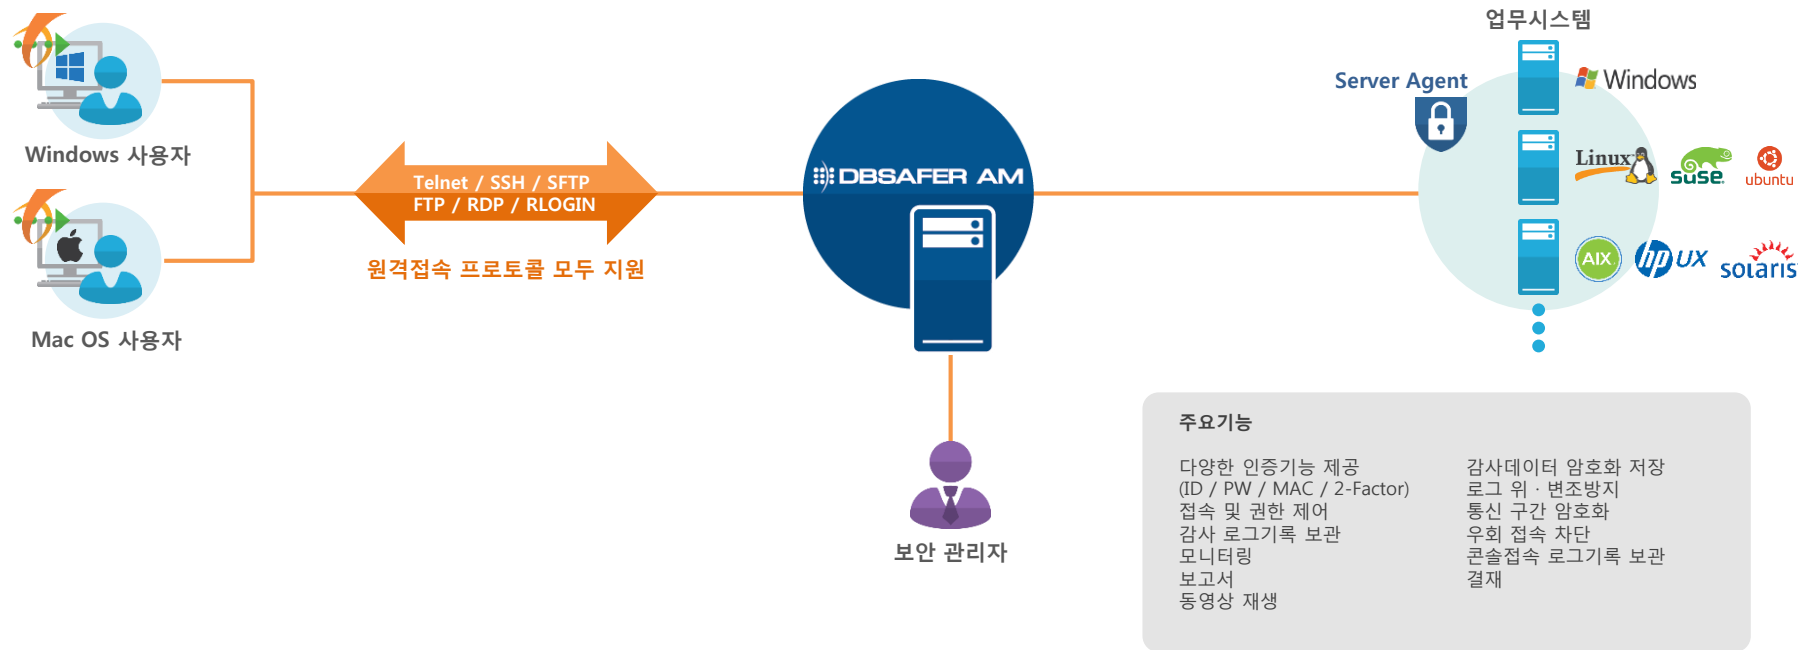 Windows 사용자
Mac OS 사용자
Telnet / SSH / SFTP
FTP / RDP / RLOGIN
원격접속 프로토콜 모두 지원
DBSAFER AM
보안 관리자
업무시스템
Server Agent
Windows
Linux
SUSE
ubuntu
AIX
hp UX
solaris
주요기능
다양한 인증기능 제공
(ID / PW / MAC / 2-Factor)
접속 및 권한 제어
감사 로그기록 보관
모니터링
보고서
동영상 재생
감사데이터 암호화 저장
로그 위 · 변조방지
통신 구간 암호화
우회 접속 차단
콘솔접속 로그기록 보관
결재